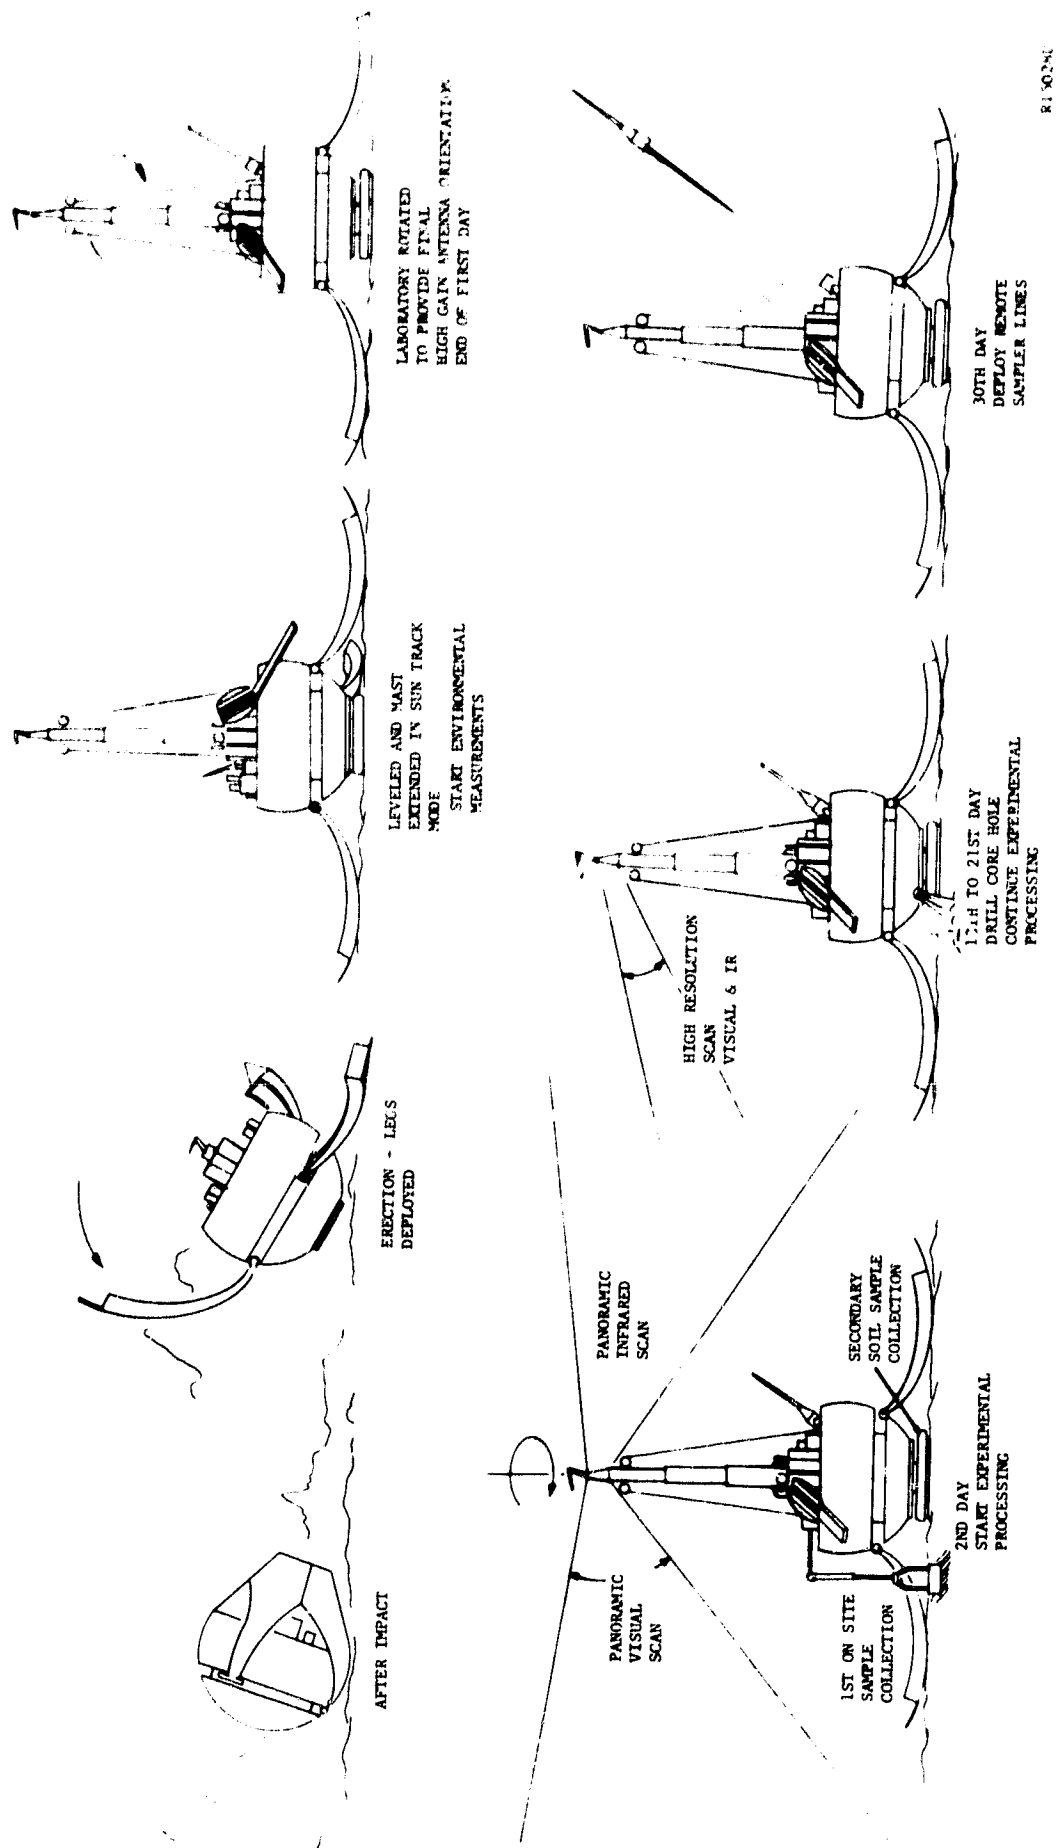 AFTER IMPACT
ERECTION - LEGS
DEPLOYED
LEVELED AND MAST
EXTENDED IN SUN TRACK
MODE
START ENVIRONMENTAL
MEASUREMENTS
LABORATORY ROTATED
TO PROVIDE FINAL
HIGH GAIN ANTENNA ORIENTATION
END OF FIRST DAY
PANORAMIC
VISUAL
SCAN
PANORAMIC
INFRARED
SCAN
1ST ON SITE
SAMPLE
COLLECTION
SECONDARY
SOIL SAMPLE
COLLECTION
2ND DAY
START EXPERIMENTAL
PROCESSING
HIGH RESOLUTION
SCAN
VISUAL & IR
TO 21ST DAY
DRILL CORE HOLE
CONTINUE EXPERIMENTAL
PROCESSING
30TH DAY
DEPLOY REMOTE
SAMPLER LINES